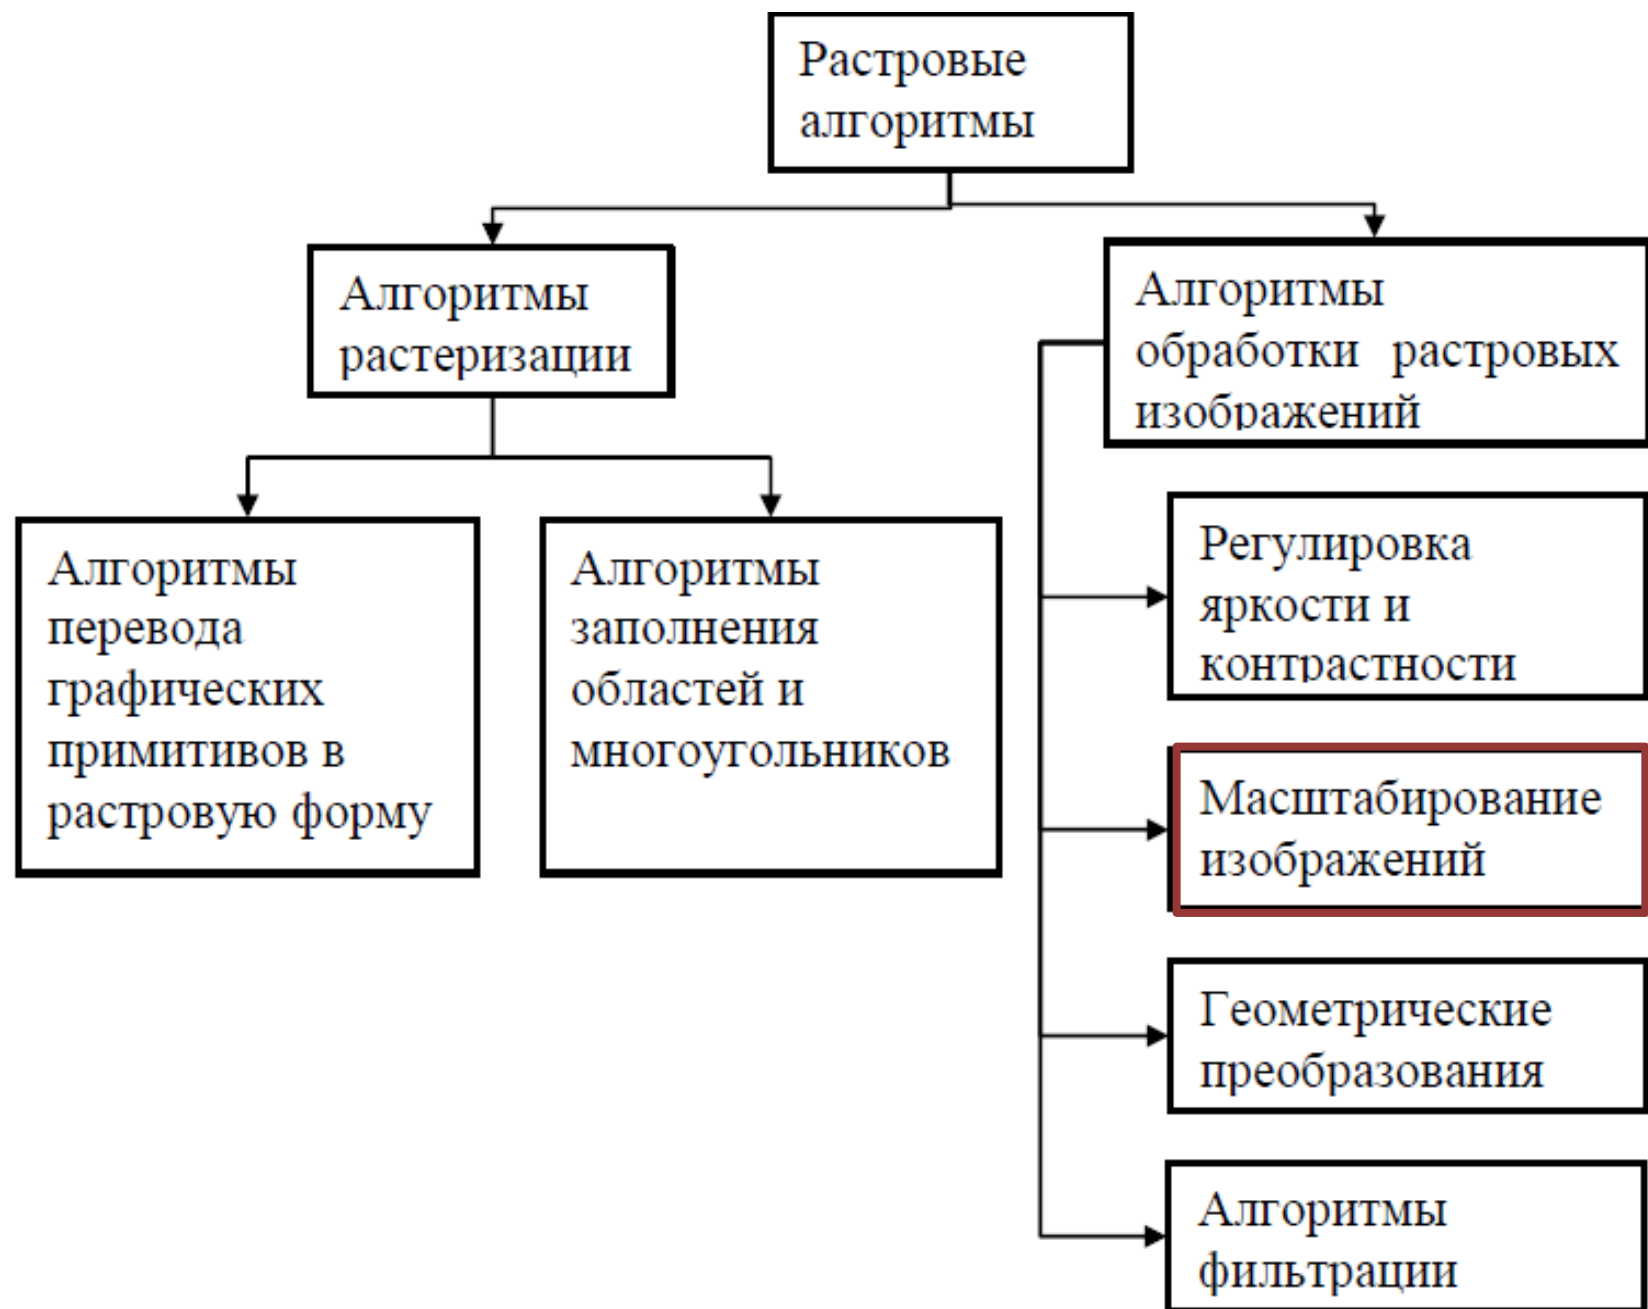 Растровые
алгоритмы
Алгоритмы
растеризации
Алгоритмы
обработки растровых
изображений
Алгоритмы
перевода
графических
примитивов в
растровую форму
Алгоритмы
заполнения
областей и
многоугольников
Регулировка
яркости и
контрастности
Масштабирование
изображений
Геометрические
преобразования
Алгоритмы
фильтрации